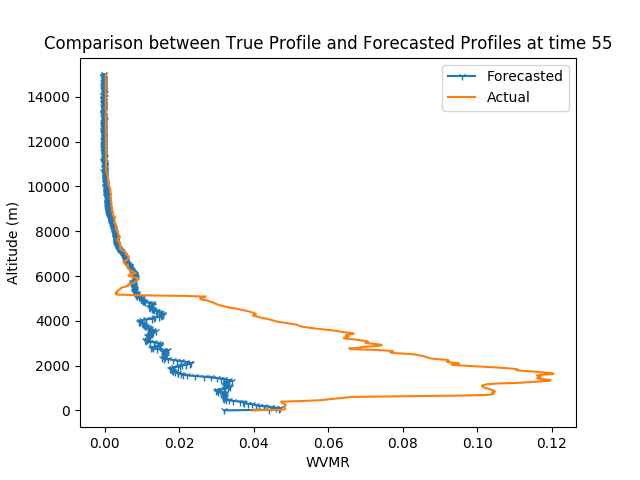 Comparison between True Profile and Forecasted Profiles at time 55
Forecasted
Actual
14000
12000
10000
8000
6000
4000
2000
0
Altitude (m)
0.00 0.02 0.04 0.06 0.08 0.10 0.12
WVMR